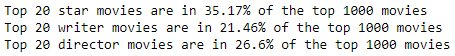 Top 20 star movies are in 35.17% of the top 1000 movies
Top 20 writer movies are in 21.46% of the top 1000 movies
Top 20 director movies are in 26.6% of the top 1000 movies